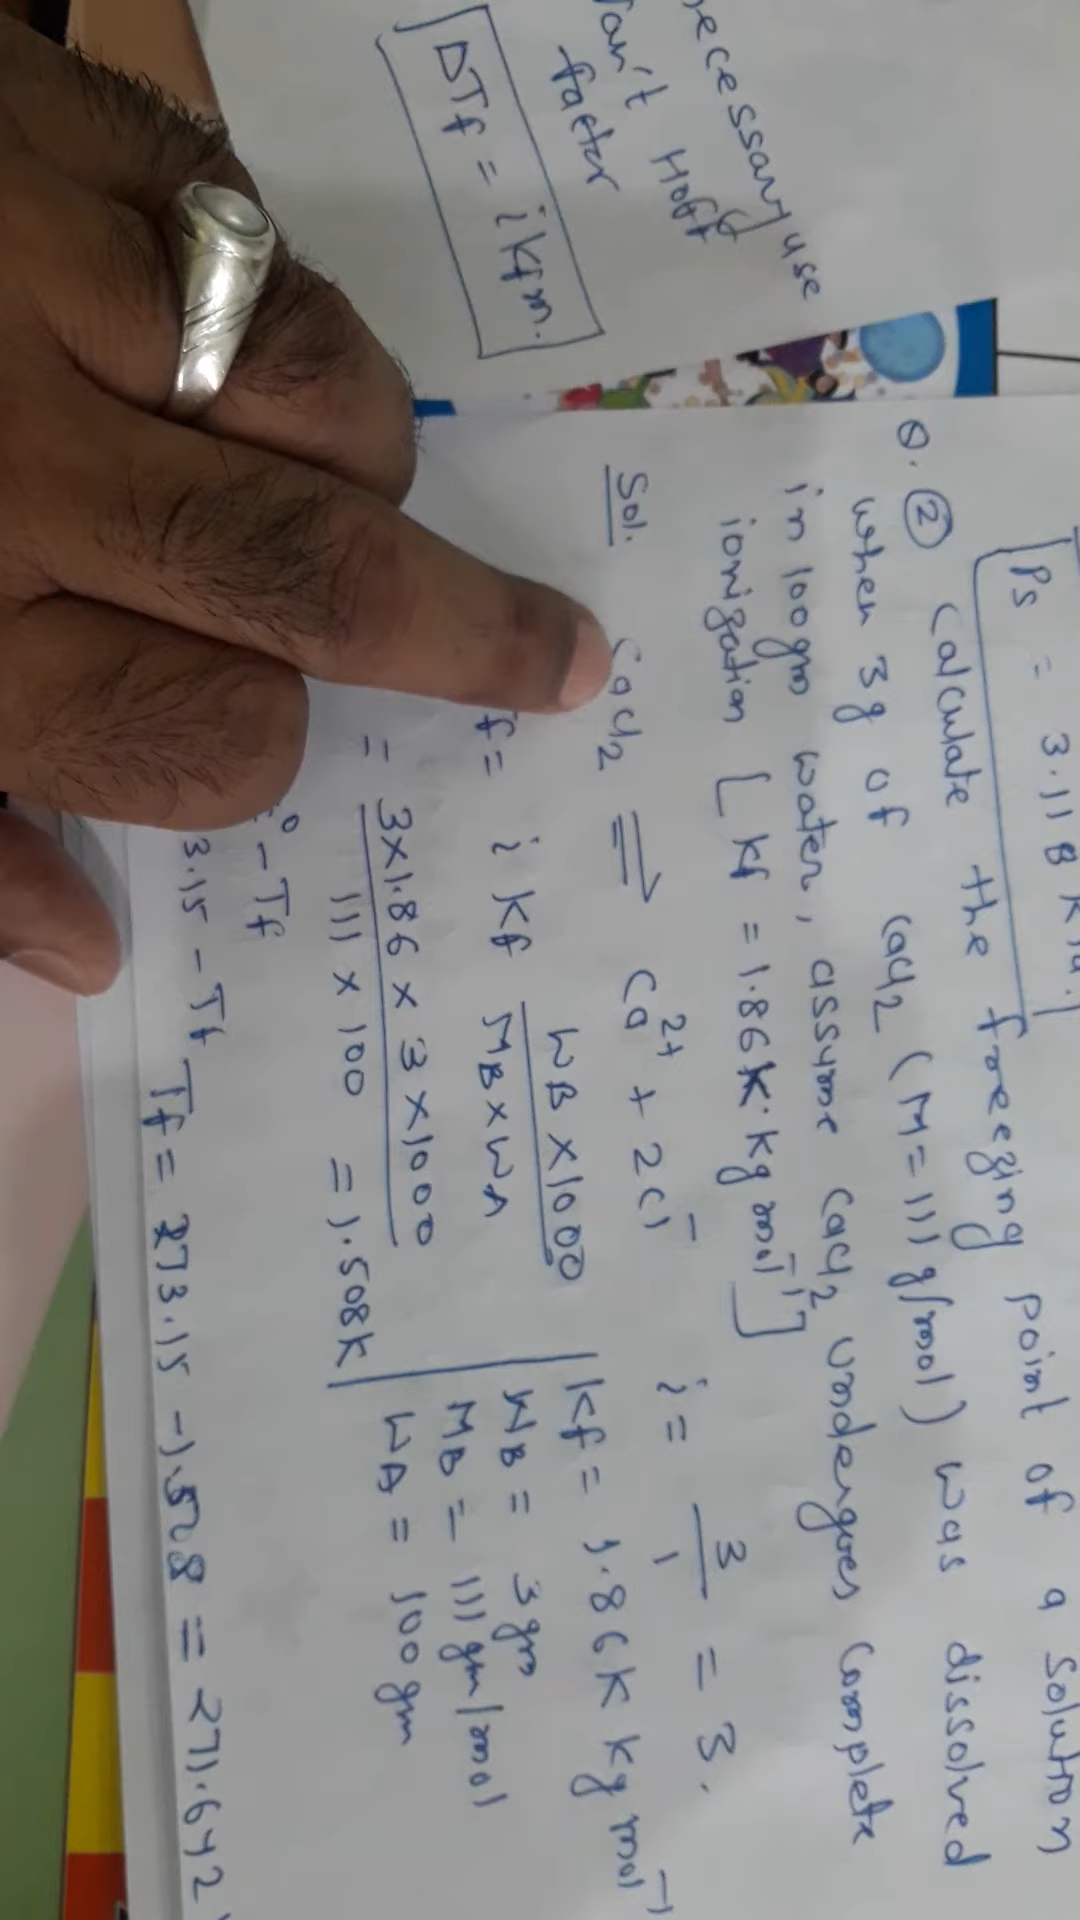 necessary use
Van't Hoff
factor
ΔTf = i Kf m.
Ps = 3.118 K
Q. ② Calculate the freezing point of a solution
when 3g of CaCl2 (M = 111 g/mol) was dissolved
in 100gm water, assume CaCl2 undergoes complete
ionization [ Kf = 1.86 K·kg mol⁻¹ ]
Sol. CaCl2 ⇌ Ca²⁺ + 2Cl⁻ i = 3/1 = 3.
f = i Kf WB × 1000 / MB × WA
= 3×1.86 × 3 × 1000 / 111 × 100 = 1.508K
Kf = 1.86 K kg mol⁻¹
WB = 3 gm
MB = 111 gm/mol
WA = 100 gm
° - Tf
3.15 - Tf
Tf = 273.15 - 1.508 = 271.642